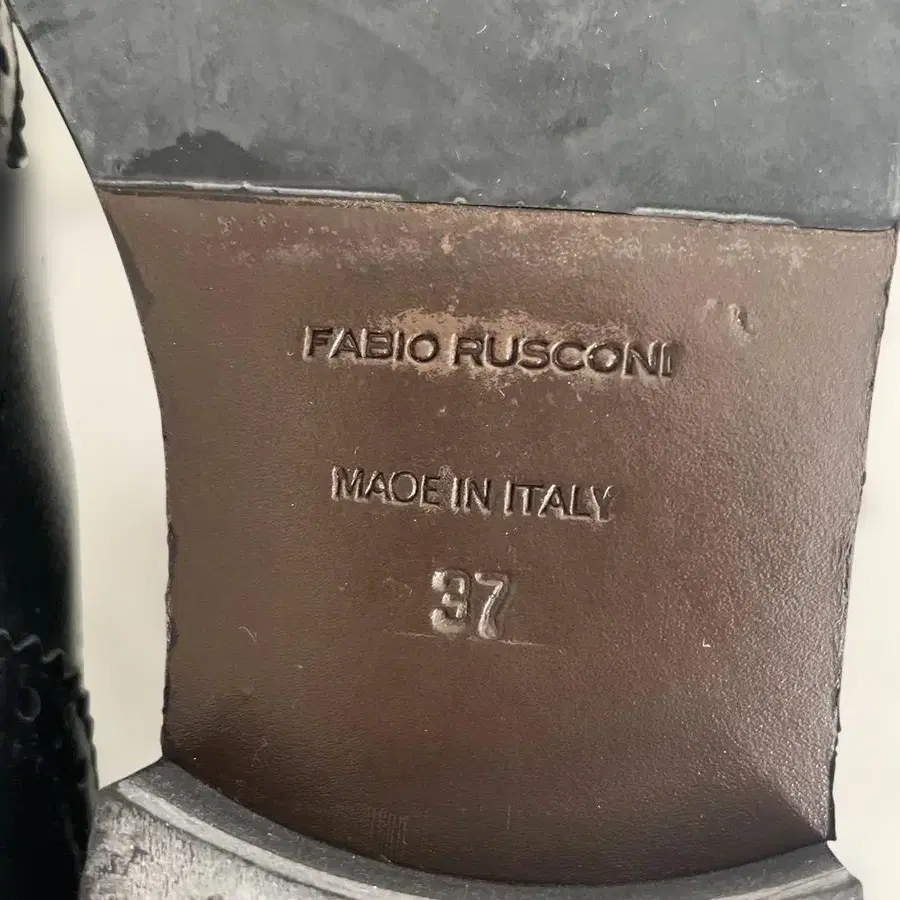 FABIO RUSCONI
MADE IN ITALY
37